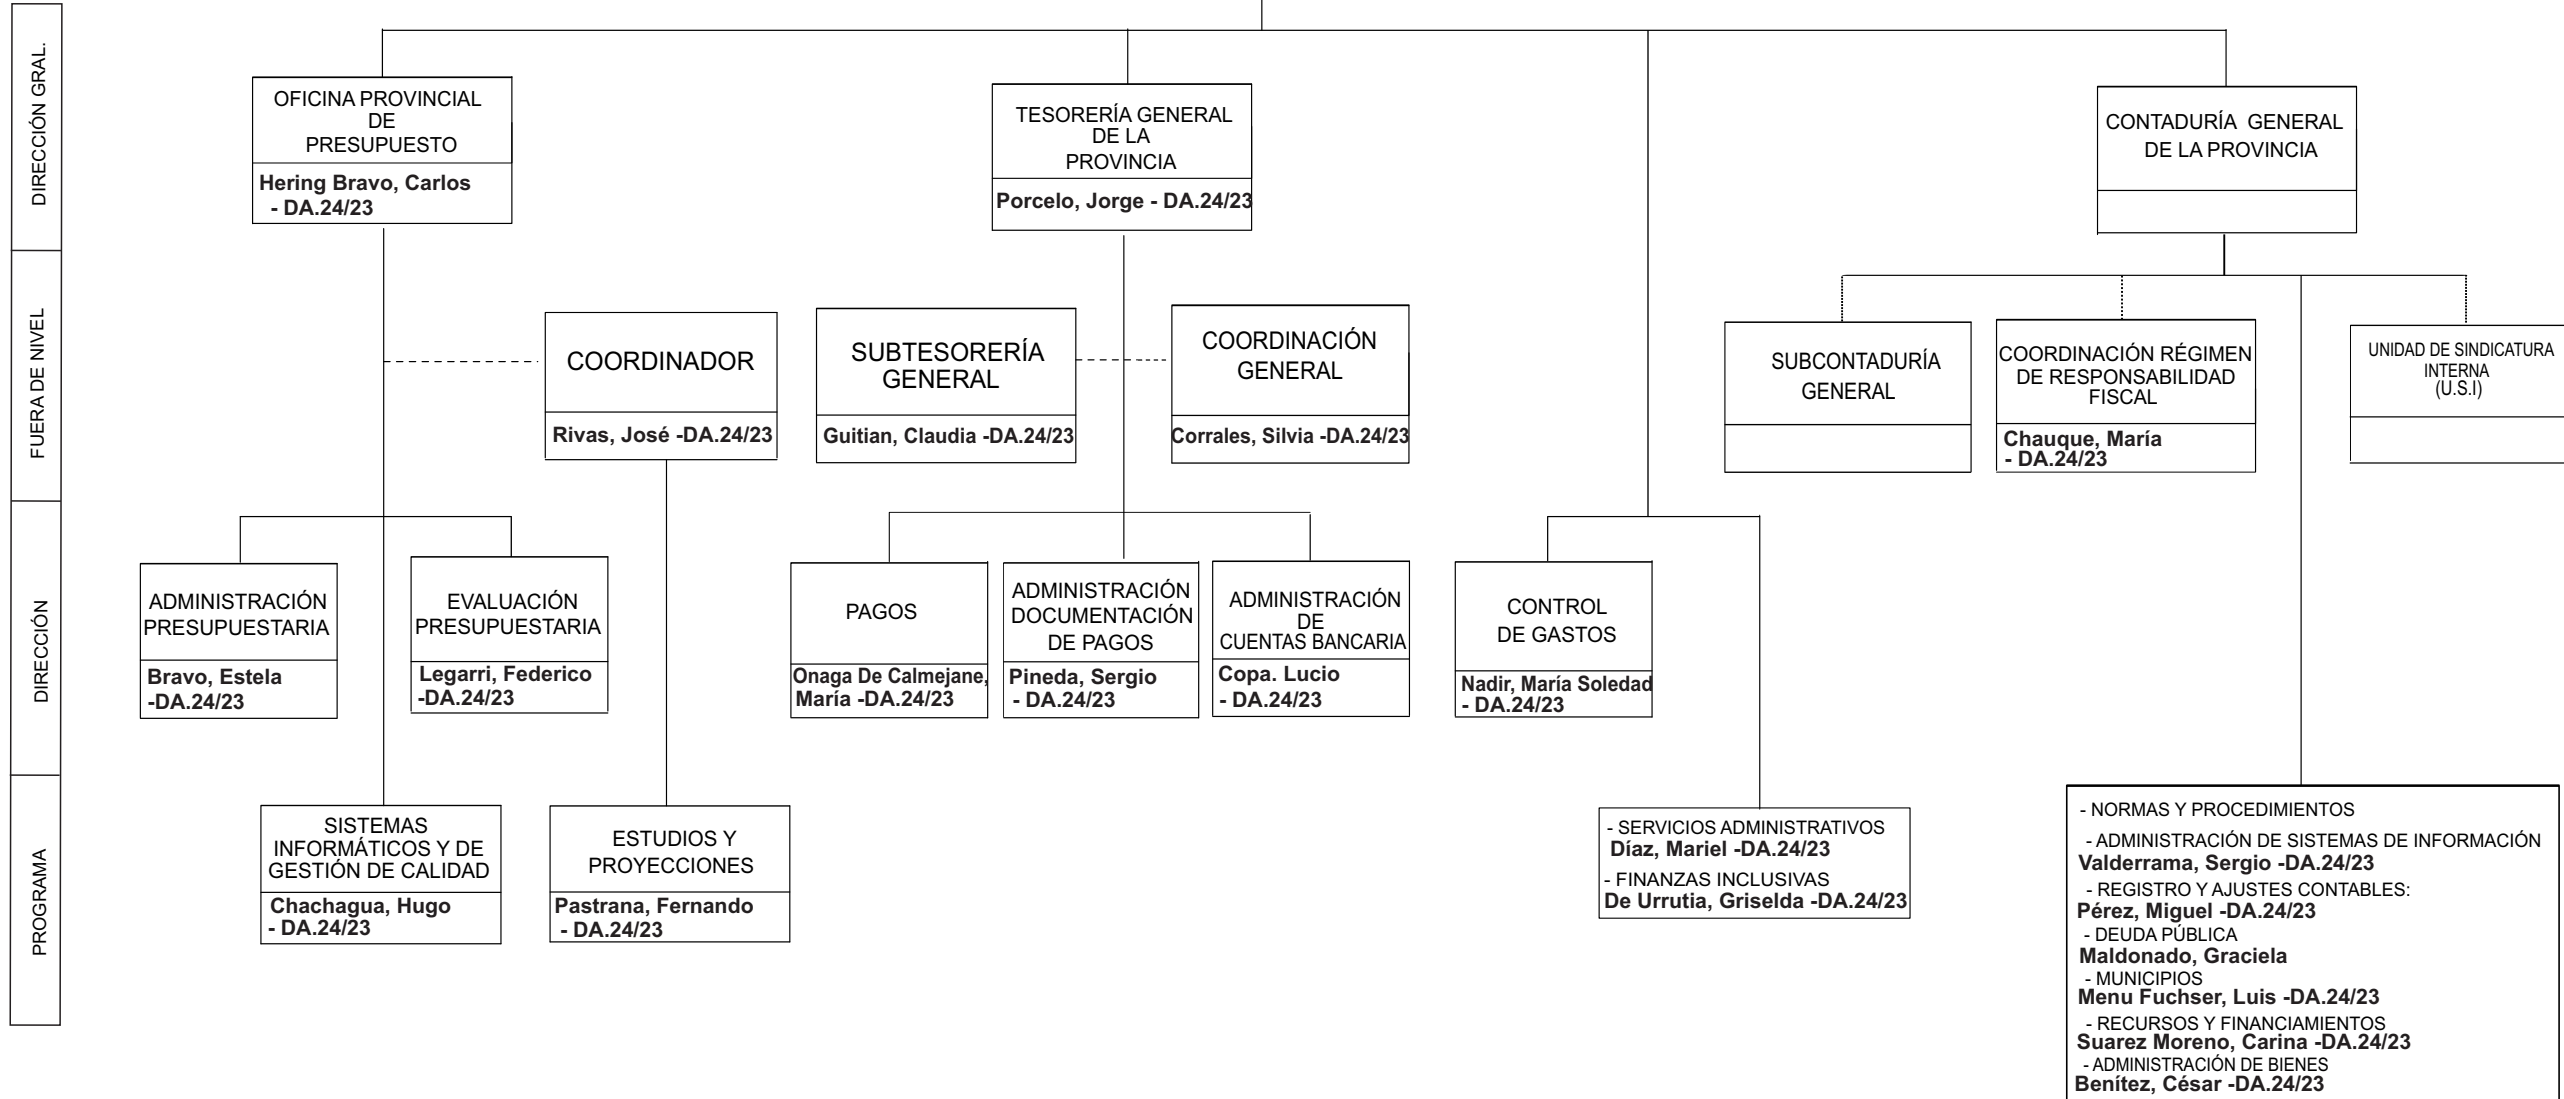 DIRECCIÓN GRAL.
OFICINA PROVINCIAL
DE
PRESUPUESTO
Hering Bravo, Carlos
- DA.24/23
TESORERÍA GENERAL
DE LA
PROVINCIA
Porcelo, Jorge - DA.24/23
CONTADURÍA GENERAL
DE LA PROVINCIA
FUERA DE NIVEL
COORDINADOR
Rivas, José -DA.24/23
SUBTESORERÍA
GENERAL
Guitian, Claudia -DA.24/23
COORDINACIÓN
GENERAL
Corrales, Silvia -DA.24/23
SUBCONTADURÍA
GENERAL
COORDINACIÓN RÉGIMEN
DE RESPONSABILIDAD
FISCAL
Chauque, María
- DA.24/23
UNIDAD DE SINDICATURA
INTERNA
(U.S.I)
DIRECCIÓN
ADMINISTRACIÓN
PRESUPUESTARIA
Bravo, Estela
-DA.24/23
EVALUACIÓN
PRESUPUESTARIA
Legarri, Federico
-DA.24/23
PAGOS
Onaga De Calmejane,
María -DA.24/23
ADMINISTRACIÓN
DOCUMENTACIÓN
DE PAGOS
Pineda, Sergio
- DA.24/23
ADMINISTRACIÓN
DE
CUENTAS BANCARIA
Copa. Lucio
- DA.24/23
CONTROL
DE GASTOS
Nadir, María Soledad
- DA.24/23
PROGRAMA
SISTEMAS
INFORMÁTICOS Y DE
GESTIÓN DE CALIDAD
Chachagua, Hugo
- DA.24/23
ESTUDIOS Y
PROYECCIONES
Pastrana, Fernando
- DA.24/23
- SERVICIOS ADMINISTRATIVOS
Díaz, Mariel -DA.24/23
- FINANZAS INCLUSIVAS
De Urrutia, Griselda -DA.24/23
- NORMAS Y PROCEDIMIENTOS
- ADMINISTRACIÓN DE SISTEMAS DE INFORMACIÓN
Valderrama, Sergio -DA.24/23
- REGISTRO Y AJUSTES CONTABLES:
Pérez, Miguel -DA.24/23
- DEUDA PÚBLICA
Maldonado, Graciela
- MUNICIPIOS
Menu Fuchser, Luis -DA.24/23
- RECURSOS Y FINANCIAMIENTOS
Suarez Moreno, Carina -DA.24/23
- ADMINISTRACIÓN DE BIENES
Benítez, César -DA.24/23